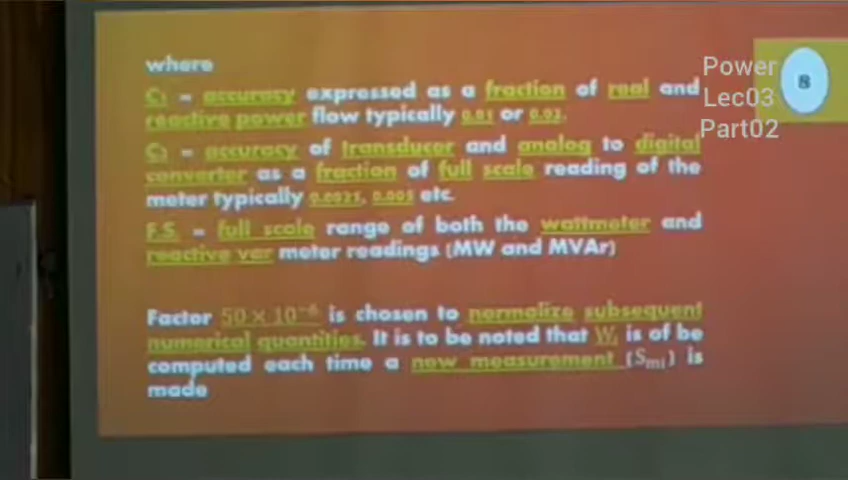 where
C₁ = accuracy expressed as a fraction of real and
reactive power flow typically 0.01 or 0.02.
C₂ = accuracy of transducer and analog to digital
converter as a fraction of full scale reading of the
meter typically 0.0025, 0.005 etc.
F.S. = full scale range of both the wattmeter and
reactive var meter readings (MW and MVAr)
Factor 50 × 10⁻⁶ is chosen to normalize subsequent
numerical quantities. It is to be noted that Wᵢ is of be
computed each time a new measurement (Sₘᵢ) is
made
Power
Lec03
Part02
8